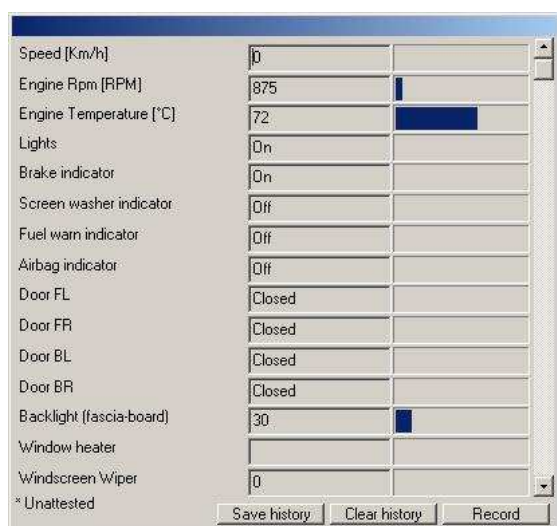 Speed [Km/h] 0
Engine Rpm [RPM] 875
Engine Temperature [°C] 72
Lights On
Brake indicator On
Screen washer indicator Off
Fuel warn indicator Off
Airbag indicator Off
Door FL Closed
Door FR Closed
Door BL Closed
Door BR Closed
Backlight (fascia-board) 30
Window heater
Windscreen Wiper 0
* Unattested
Save history Clear history Record